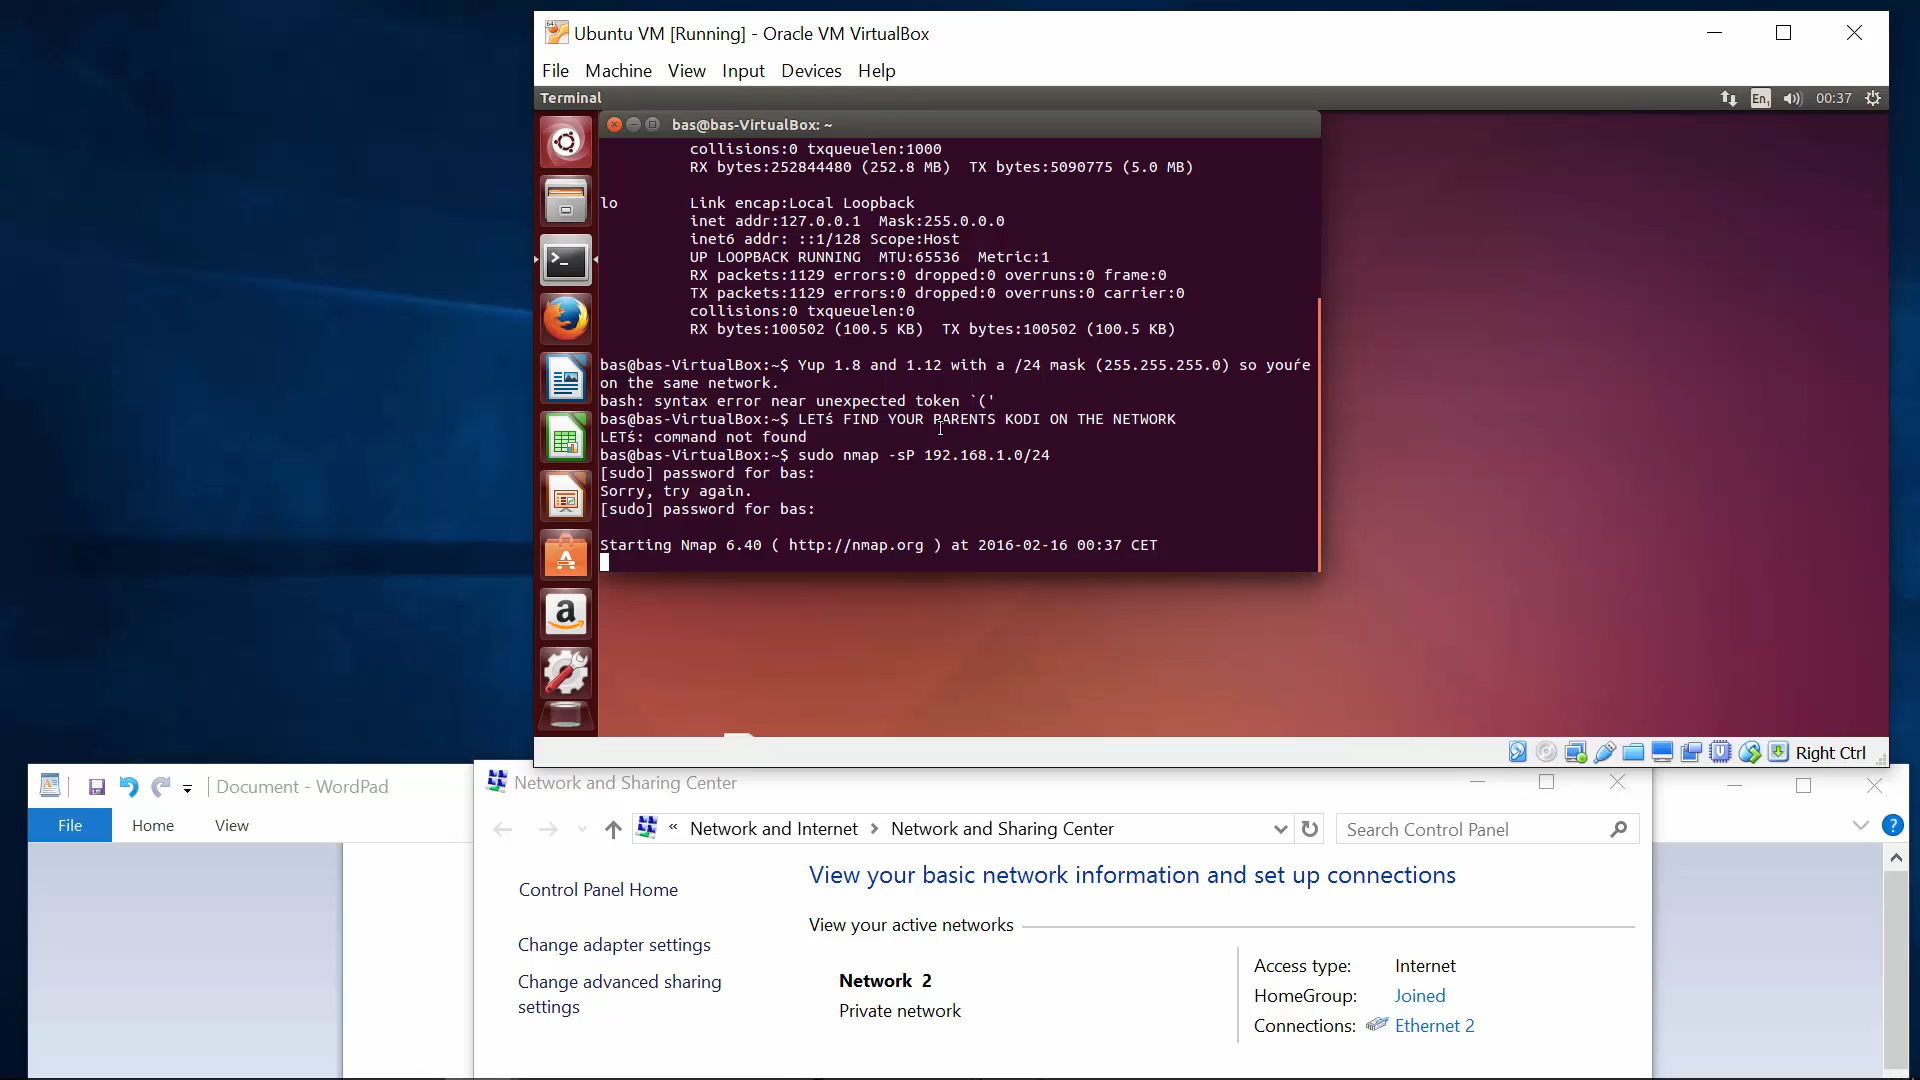 Ubuntu VM [Running] - Oracle VM VirtualBox
File Machine View Input Devices Help
Terminal
En1
00:37
bas@bas-VirtualBox: ~
collisions:0 txqueuelen:1000
RX bytes:252844480 (252.8 MB)  TX bytes:5090775 (5.0 MB)
lo        Link encap:Local Loopback
inet addr:127.0.0.1  Mask:255.0.0.0
inet6 addr: ::1/128 Scope:Host
UP LOOPBACK RUNNING  MTU:65536  Metric:1
RX packets:1129 errors:0 dropped:0 overruns:0 frame:0
TX packets:1129 errors:0 dropped:0 overruns:0 carrier:0
collisions:0 txqueuelen:0
RX bytes:100502 (100.5 KB)  TX bytes:100502 (100.5 KB)
bas@bas-VirtualBox:~$ Yup 1.8 and 1.12 with a /24 mask (255.255.255.0) so youŕe
on the same network.
bash: syntax error near unexpected token `('
bas@bas-VirtualBox:~$ LETś FIND YOUR PARENTS KODI ON THE NETWORK
LETś: command not found
bas@bas-VirtualBox:~$ sudo nmap -sP 192.168.1.0/24
[sudo] password for bas:
Sorry, try again.
[sudo] password for bas:
Starting Nmap 6.40 ( http://nmap.org ) at 2016-02-16 00:37 CET
Right Ctrl
Document - WordPad
File Home View
Network and Sharing Center
« Network and Internet > Network and Sharing Center
Search Control Panel
Control Panel Home
Change adapter settings
Change advanced sharing
settings
View your basic network information and set up connections
View your active networks
Network 2
Private network
Access type: Internet
HomeGroup: Joined
Connections: Ethernet 2